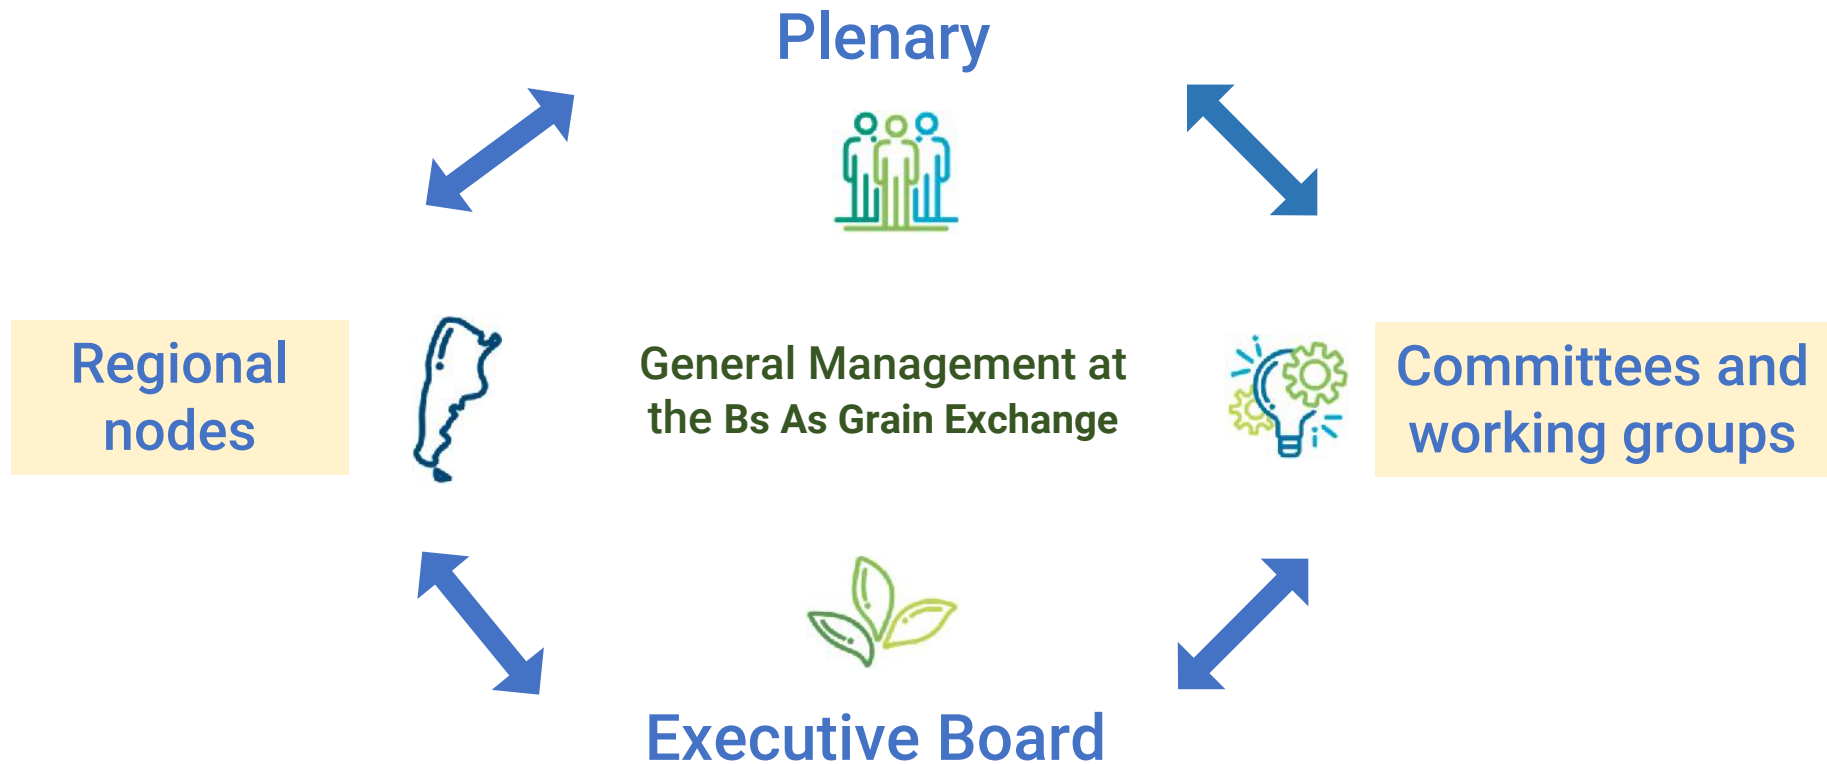 Plenary
Regional
nodes
General Management at
the Bs As Grain Exchange
Committees and
working groups
Executive Board